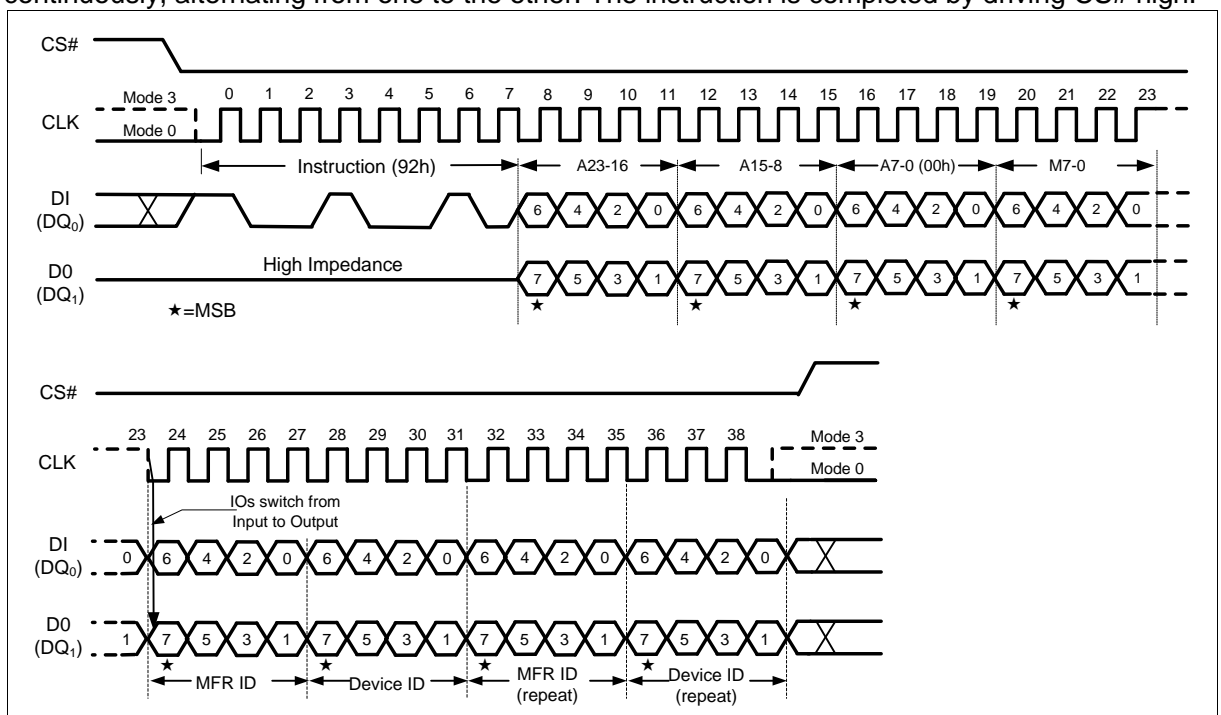 continuously, alternating from one to the other. The instruction is completed by driving CS# high.
CS#
Mode 3
0 1 2 3 4 5 6 7 8 9 10 11 12 13 14 15 16 17 18 19 20 21 22 23
CLK
Mode 0
Instruction (92h) A23-16 A15-8 A7-0 (00h) M7-0
DI
(DQ₀)
6 4 2 0 6 4 2 0 6 4 2 0 6 4 2 0
High Impedance
D0
(DQ₁)
7 5 3 1 7 5 3 1 7 5 3 1 7 5 3 1
★ ★ ★ ★
★=MSB
CS#
23 24 25 26 27 28 29 30 31 32 33 34 35 36 37 38
Mode 3
CLK
Mode 0
IOs switch from
Input to Output
DI
(DQ₀)
0 6 4 2 0 6 4 2 0 6 4 2 0 6 4 2 0
D0
(DQ₁)
1 7 5 3 1 7 5 3 1 7 5 3 1 7 5 3 1
★ ★ ★ ★
MFR ID Device ID MFR ID
(repeat)
Device ID
(repeat)